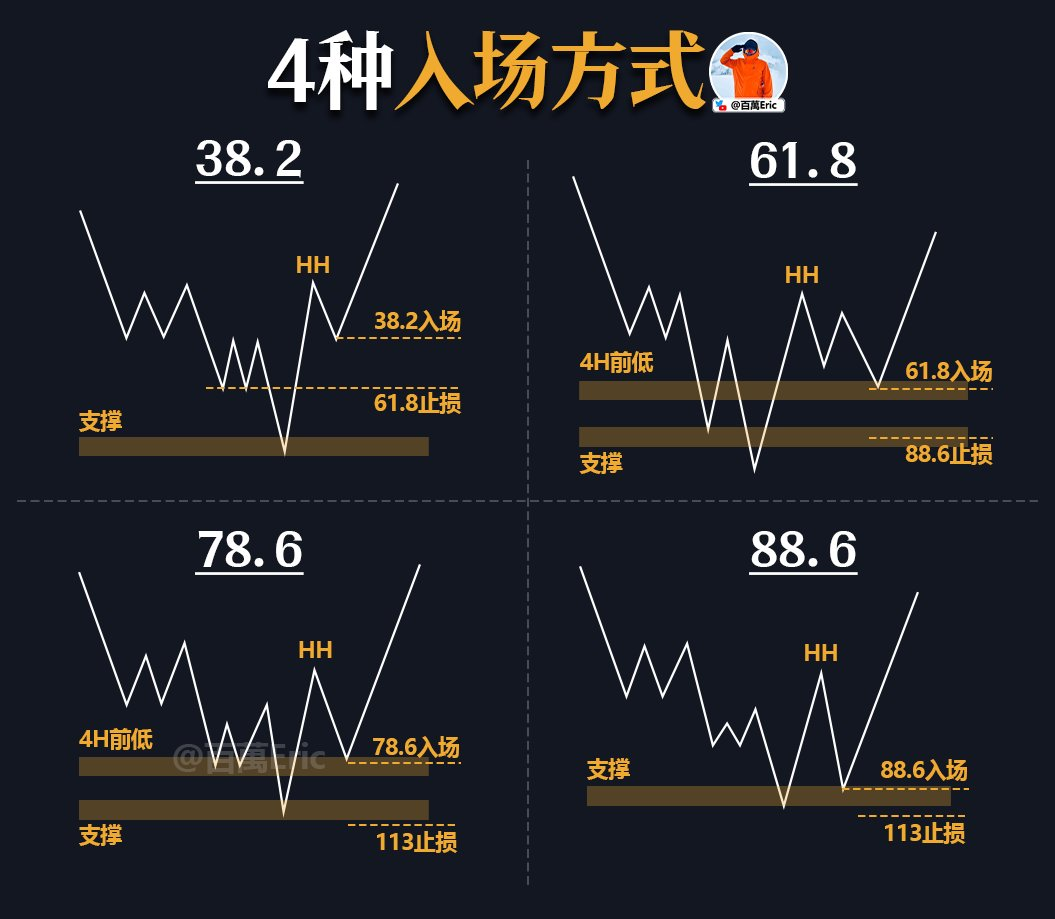 4种入场方式
@百萬Eric
38.2
HH
38.2入场
61.8止损
支撑
61.8
HH
4H前低
61.8入场
88.6止损
支撑
78.6
HH
4H前低
@百萬Eric
78.6入场
支撑
113止损
88.6
HH
支撑
88.6入场
113止损